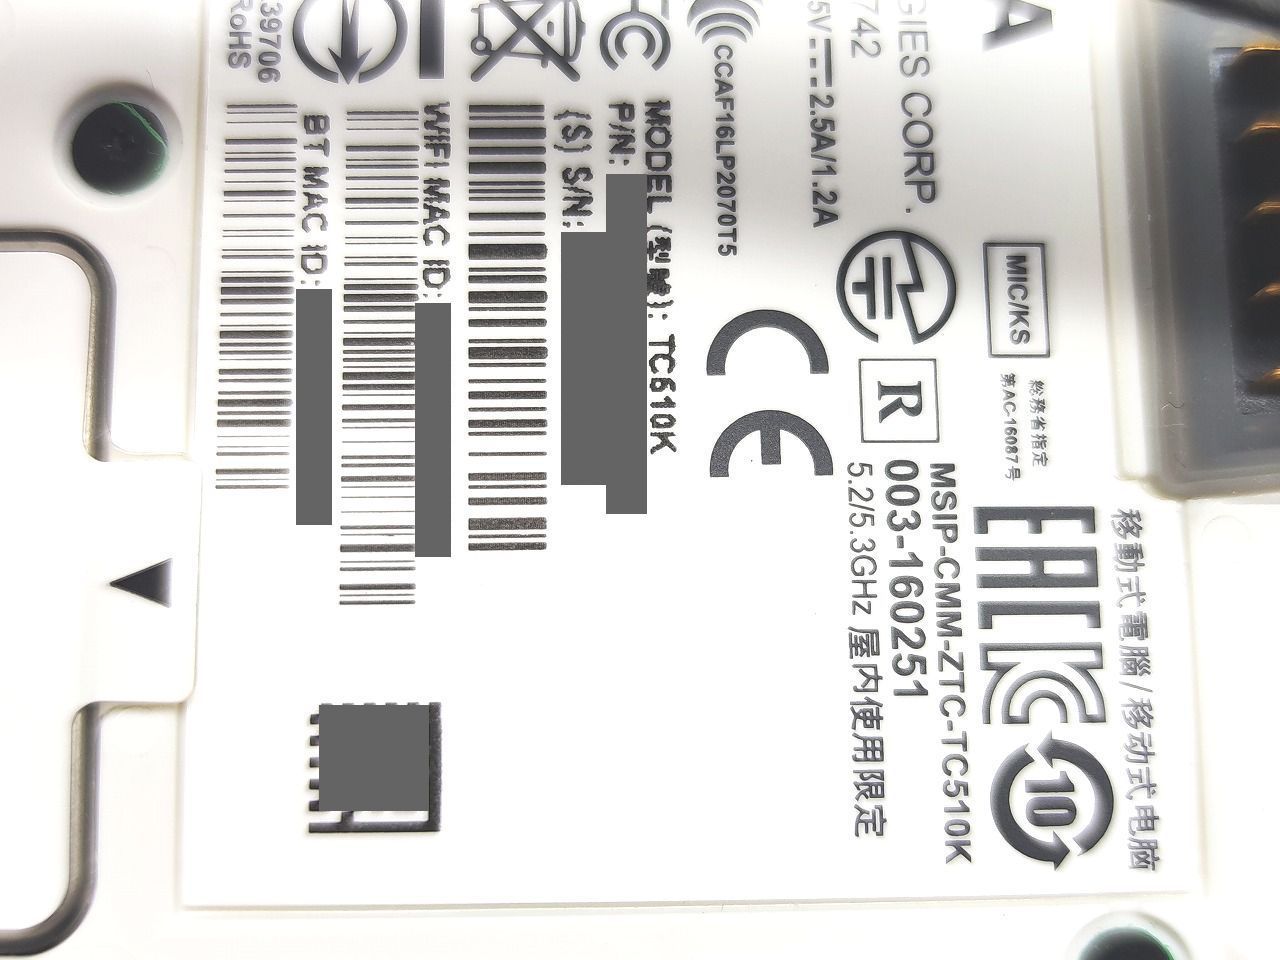 A
GIES CORP.
742
5V⎓2.5A/1.2A
CCAF16LP2070T5
MIC/KS
総務省指定
第AC-16087号
R
MSIP-CMM-ZTC-TC510K
003-160251
5.2/5.3GHz 屋内使用限定
CE
EAC
10
移動式電腦/移动式电脑
MODEL (型號): TC510K
P/N:
(S) S/N:
WIFI MAC ID:
BT MAC ID:
39706
RoHS